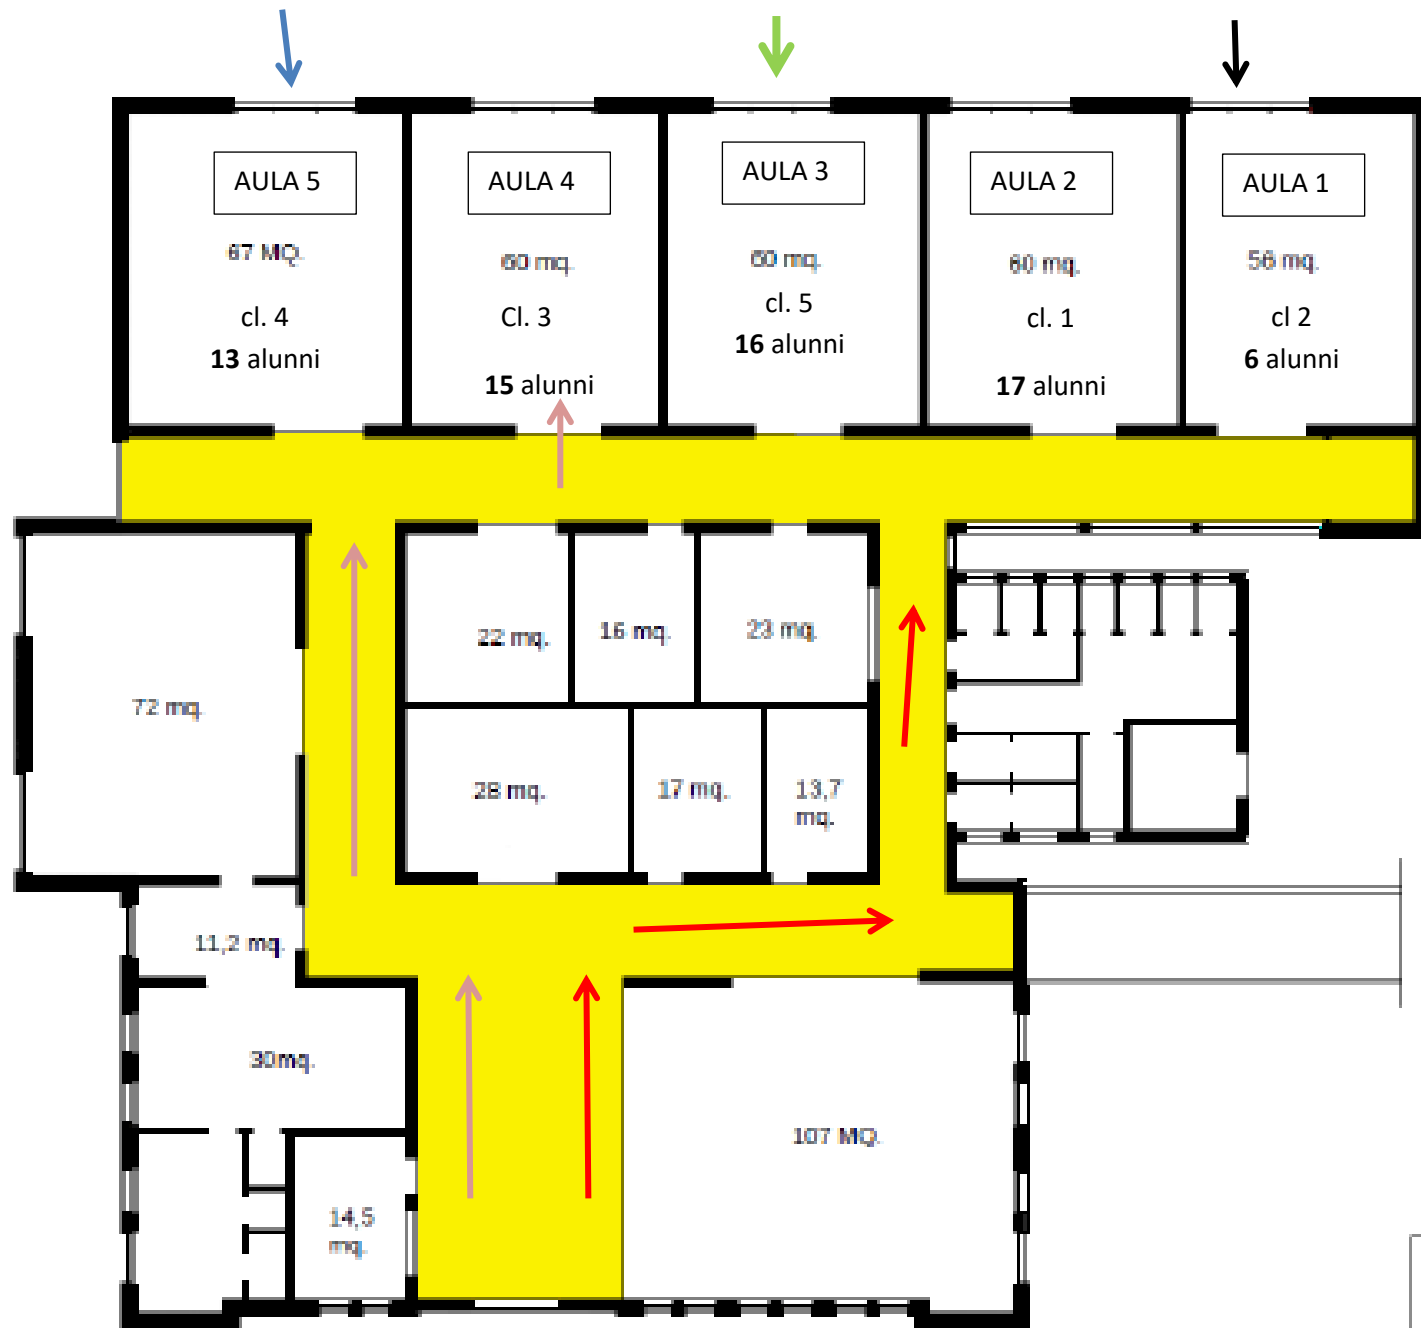 AULA 5
AULA 4
AULA 3
AULA 2
AULA 1
67 MQ.
60 mq.
60 mq.
60 mq.
56 mq.
cl. 4
Cl. 3
cl. 5
cl. 1
cl 2
13 alunni
15 alunni
16 alunni
17 alunni
6 alunni
22 mq.
16 mq.
23 mq.
72 mq.
28 mq.
17 mq.
13,7
mq.
11,2 mq.
30mq.
107 MQ.
14,5
mq.